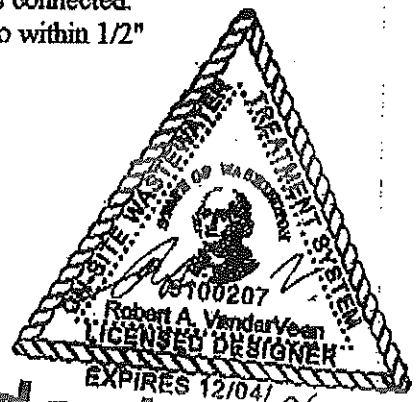 s connected.
o within 1/2"
ON-SITE WASTEWATER
TREATMENT SYSTEM
STATE OF WASHINGTON
5100207
Robert A. VanderVeen
LICENSED DESIGNER
EXPIRES 12/04/